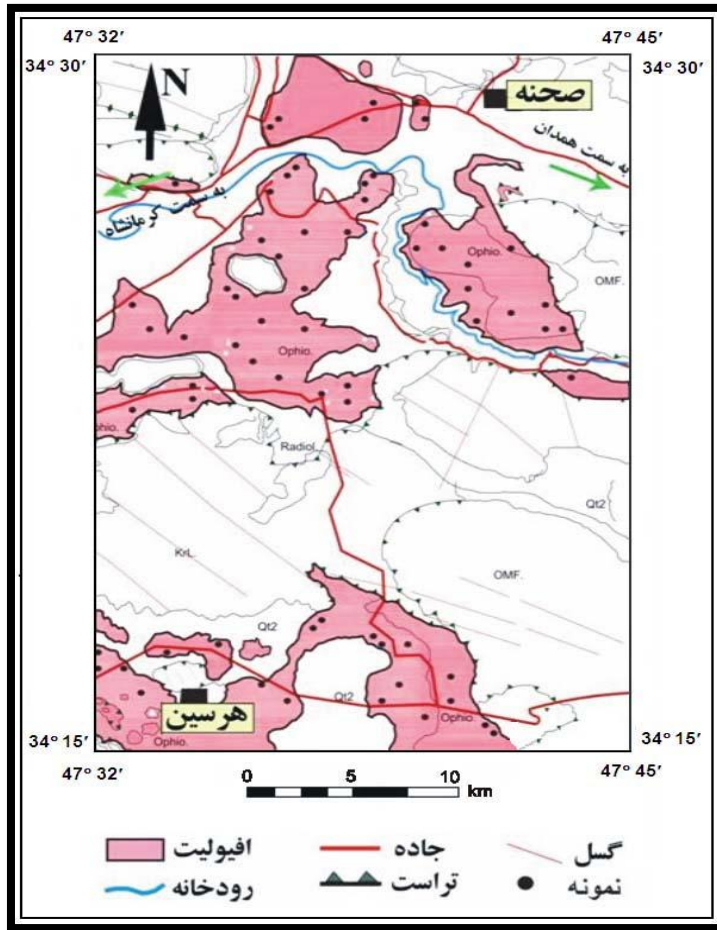 47° 32′ 47° 45′
34° 30′ 34° 30′
N
صحنه
به سمت همدان
به سمت کرمانشاه
Ophio.
OMF.
Ophio.
phio.
Radiol.
Qt2
KrL.
OMF.
Qt2
Qt2
هرسین
Ophio.
Ophio.
34° 15′ 34° 15′
47° 32′ 47° 45′
0 5 10 km
افیولیت جاده گسل
رودخانه تراست نمونه